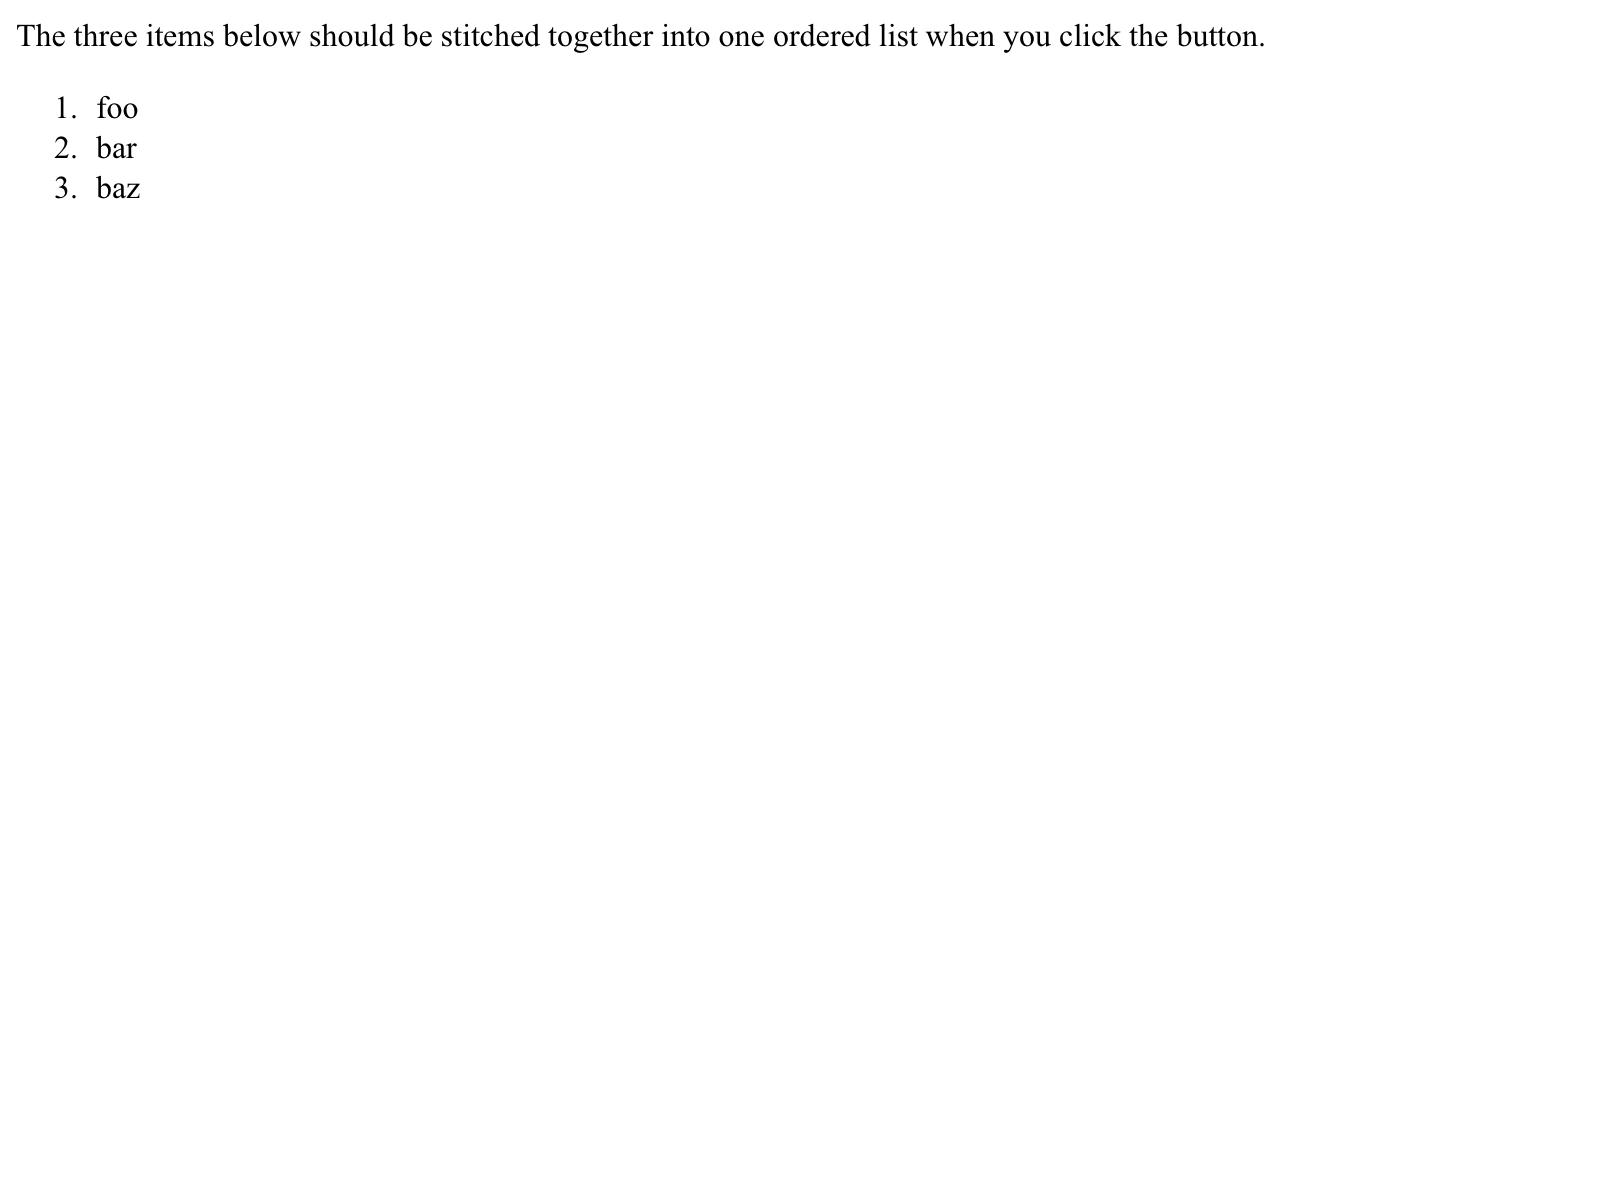 The three items below should be stitched together into one ordered list when you click the button.
1. foo
2. bar
3. baz